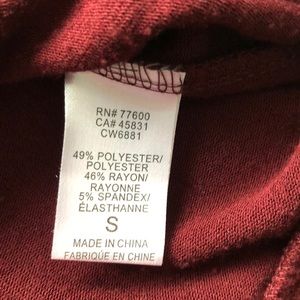 RN# 77600
CA# 45831
CW6881
49% POLYESTER/
POLYESTER
46% RAYON/
RAYONNE
5% SPANDEX/
ÉLASTHANNE
S
MADE IN CHINA
FABRIQUÉ EN CHINE